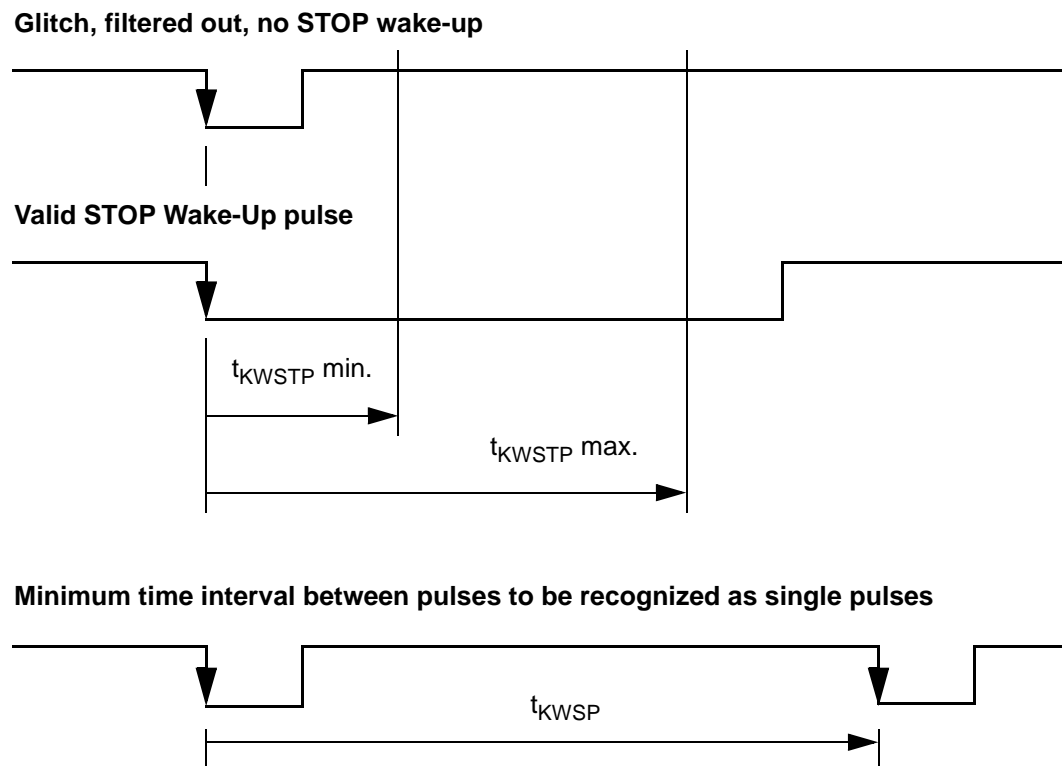 Glitch, filtered out, no STOP wake-up
Valid STOP Wake-Up pulse
tKWSTP min.
tKWSTP max.
Minimum time interval between pulses to be recognized as single pulses
tKWSP